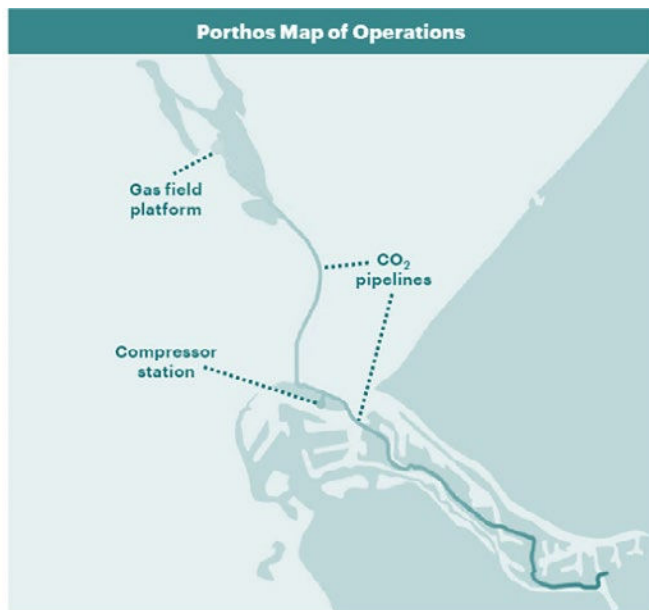 Porthos Map of Operations
Gas field
platform
CO₂
pipelines
Compressor
station